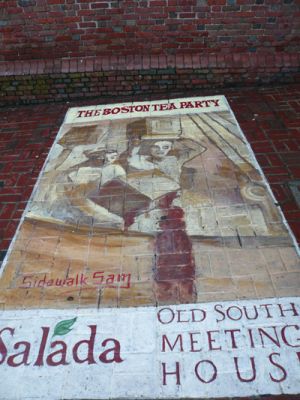 THE BOSTON TEA PARTY
Sidewalk Sam
Salada
OLD SOUTH
MEETING
HOUSE